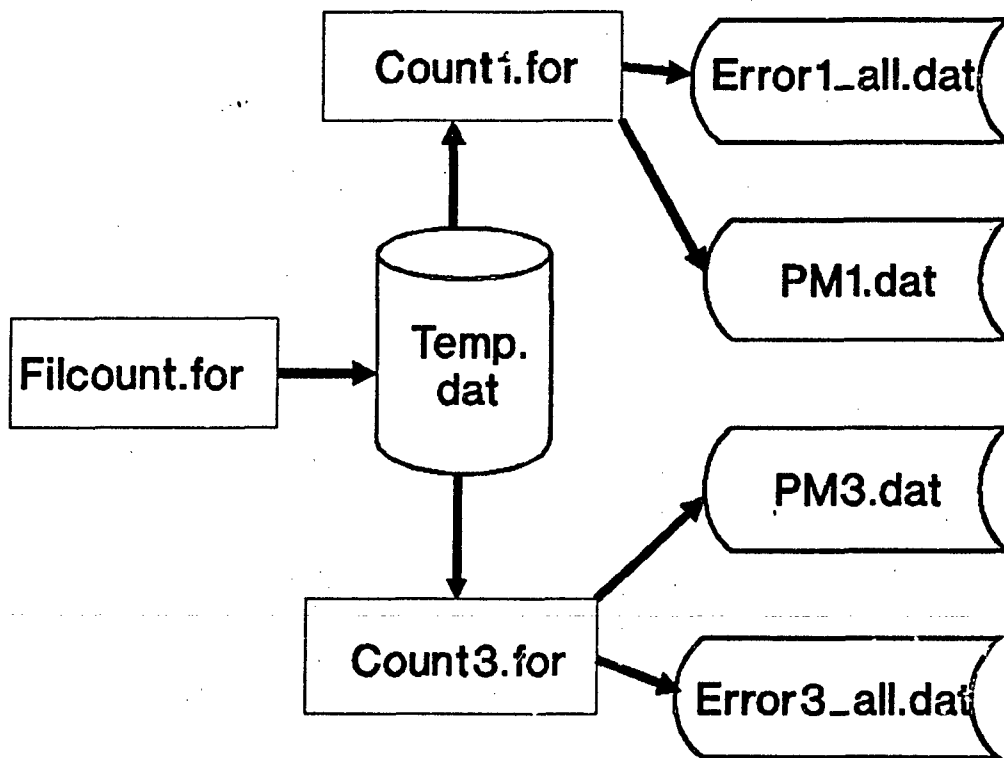 Count1.for
Error1_all.dat
PM1.dat
Filcount.for
Temp.
dat
PM3.dat
Count3.for
Error3_all.dat